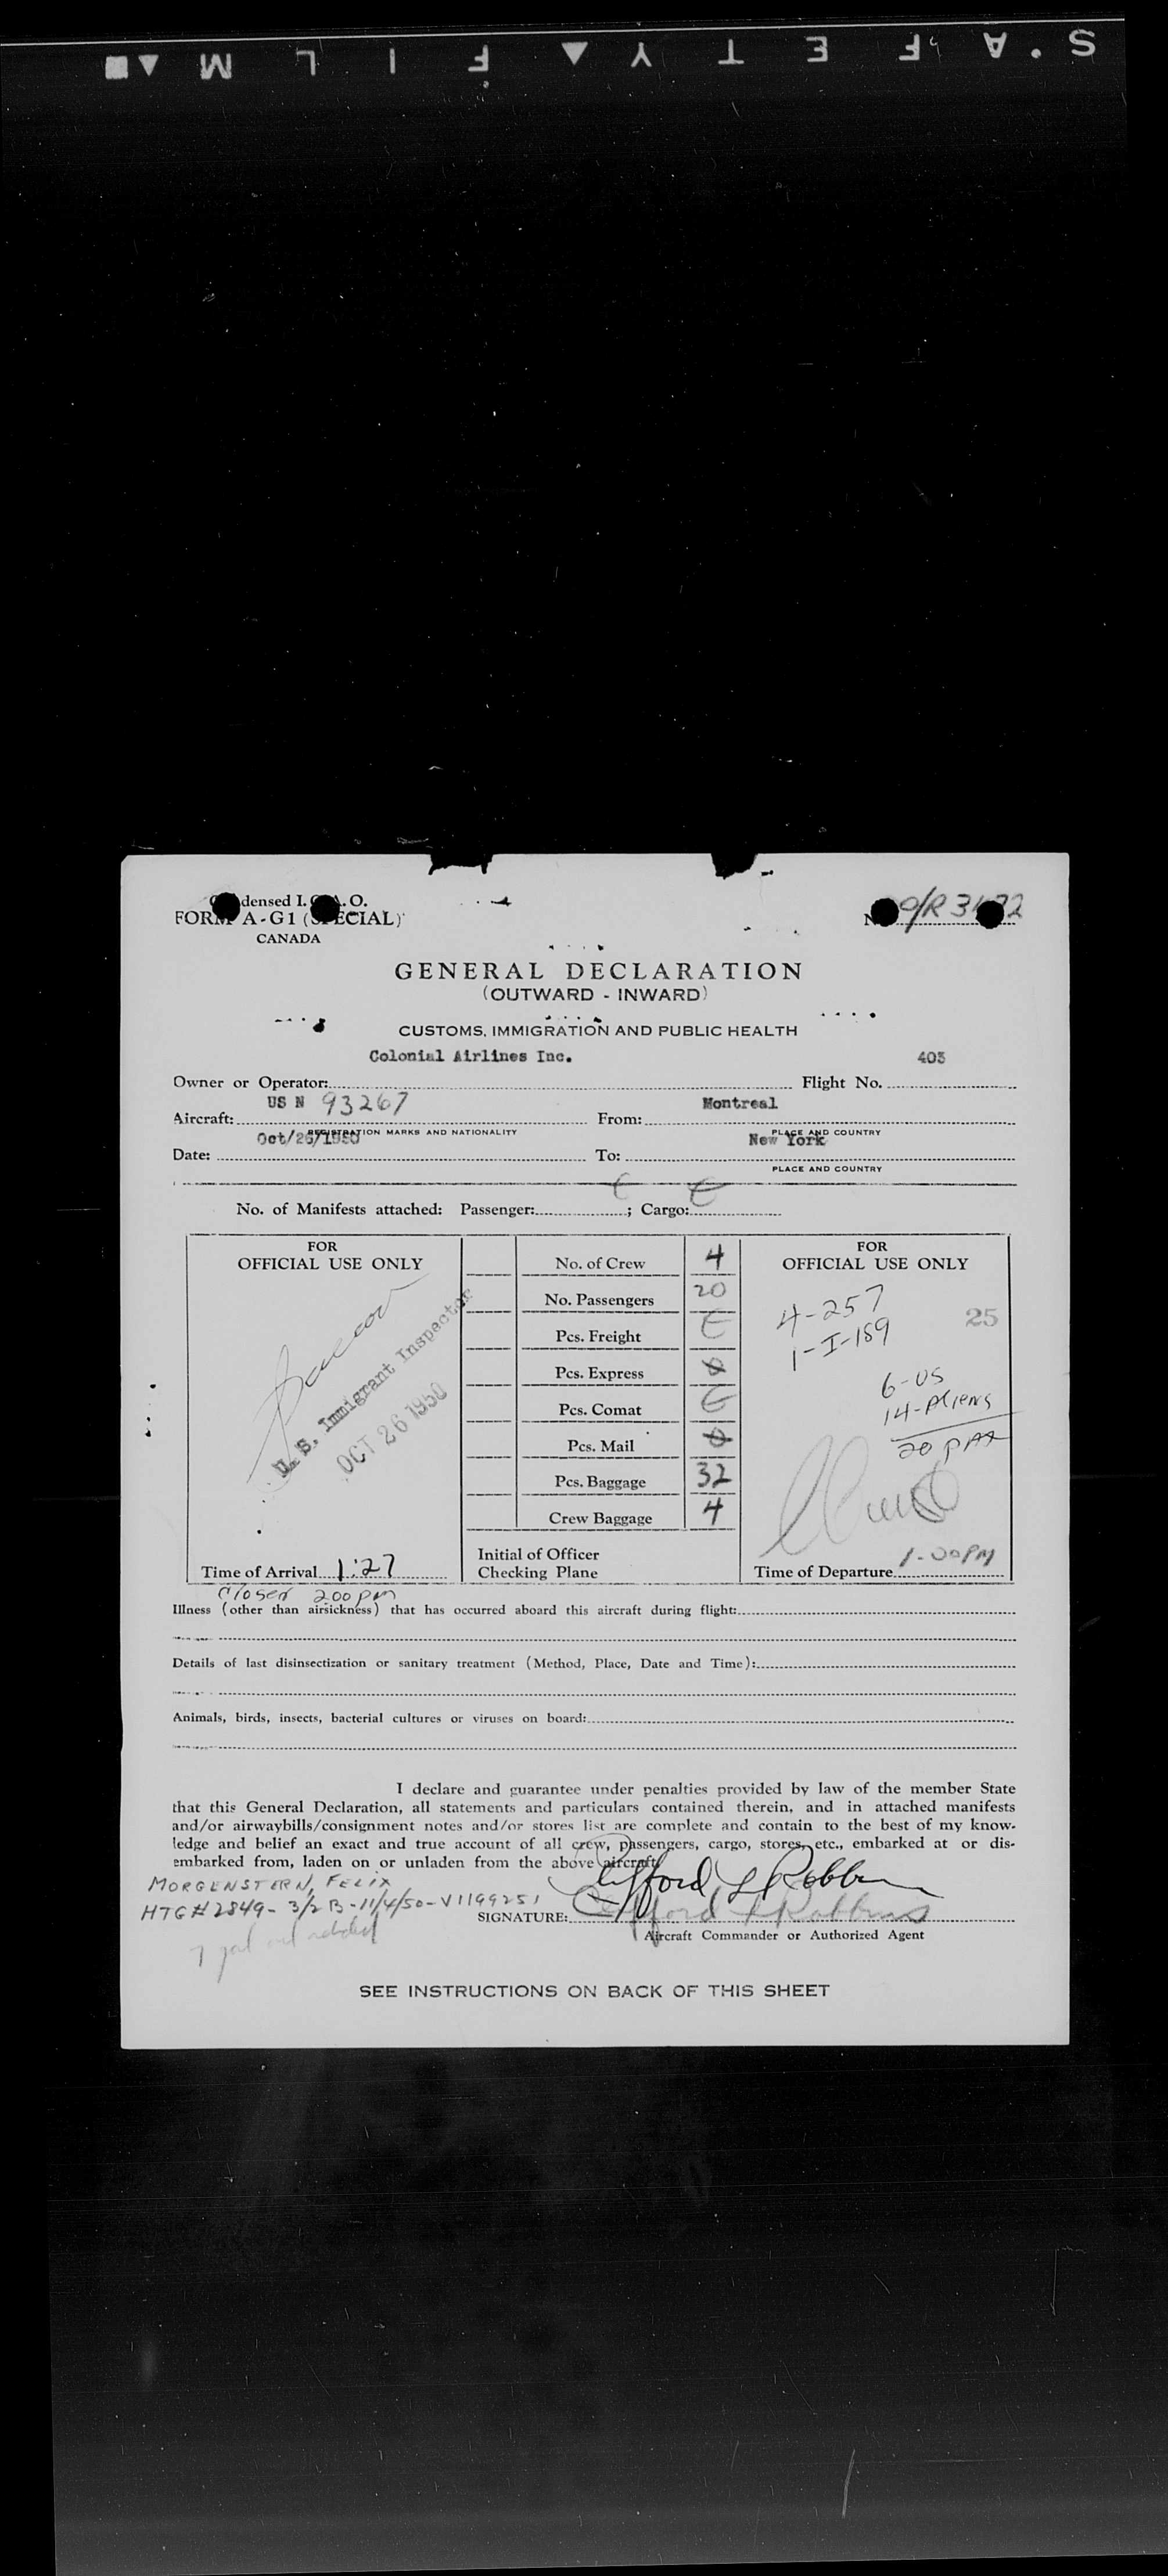 SAFETY FILM
densed I. O.
FORM A-G1 (SPECIAL)
CANADA
O/R 3
GENERAL DECLARATION
(OUTWARD - INWARD)
CUSTOMS, IMMIGRATION AND PUBLIC HEALTH
Colonial Airlines Inc. 403
Owner or Operator: Flight No.
US N 93267 Montreal
Aircraft: From:
REGISTRATION MARKS AND NATIONALITY PLACE AND COUNTRY
Oct/26/1950 New York
Date: To:
PLACE AND COUNTRY
No. of Manifests attached: Passenger: ; Cargo:
FOR
OFFICIAL USE ONLY
U. S. Immigrant Inspector
OCT 26 1950
Time of Arrival 1:27
No. of Crew 4
No. Passengers 20
Pcs. Freight
Pcs. Express
Pcs. Comat
Pcs. Mail
Pcs. Baggage 32
Crew Baggage 4
Initial of Officer
Checking Plane
FOR
OFFICIAL USE ONLY
4-257
1-I-159
25
6-US
14-Aliens
20 PAX
Time of Departure 1-00PM
Closed 200 pm
Illness (other than airsickness) that has occurred aboard this aircraft during flight:
Details of last disinsectization or sanitary treatment (Method, Place, Date and Time):
Animals, birds, insects, bacterial cultures or viruses on board:
I declare and guarantee under penalties provided by law of the member State
that this General Declaration, all statements and particulars contained therein, and in attached manifests
and/or airwaybills/consignment notes and/or stores list are complete and contain to the best of my know-
ledge and belief an exact and true account of all crew, passengers, cargo, stores, etc., embarked at or dis-
embarked from, laden on or unladen from the above aircraft.
MORGENSTERN, FELIX
HTG# 2849 - 3/2 B - 11/4/50 - V1199251
Clifford L Robbins
SIGNATURE: Clifford L Robbins
Aircraft Commander or Authorized Agent
SEE INSTRUCTIONS ON BACK OF THIS SHEET